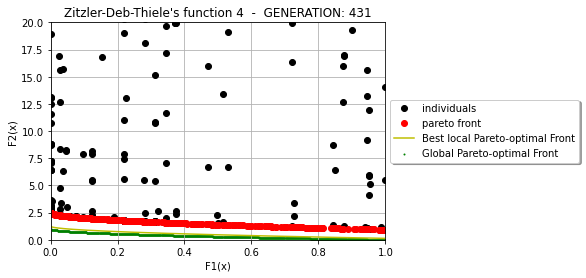 Zitzler-Deb-Thiele's function 4 - GENERATION: 431
20.0
17.5
15.0
12.5
10.0
7.5
5.0
2.5
0.0
F2(x)
0.0 0.2 0.4 0.6 0.8 1.0
F1(x)
individuals
pareto front
Best local Pareto-optimal Front
Global Pareto-optimal Front